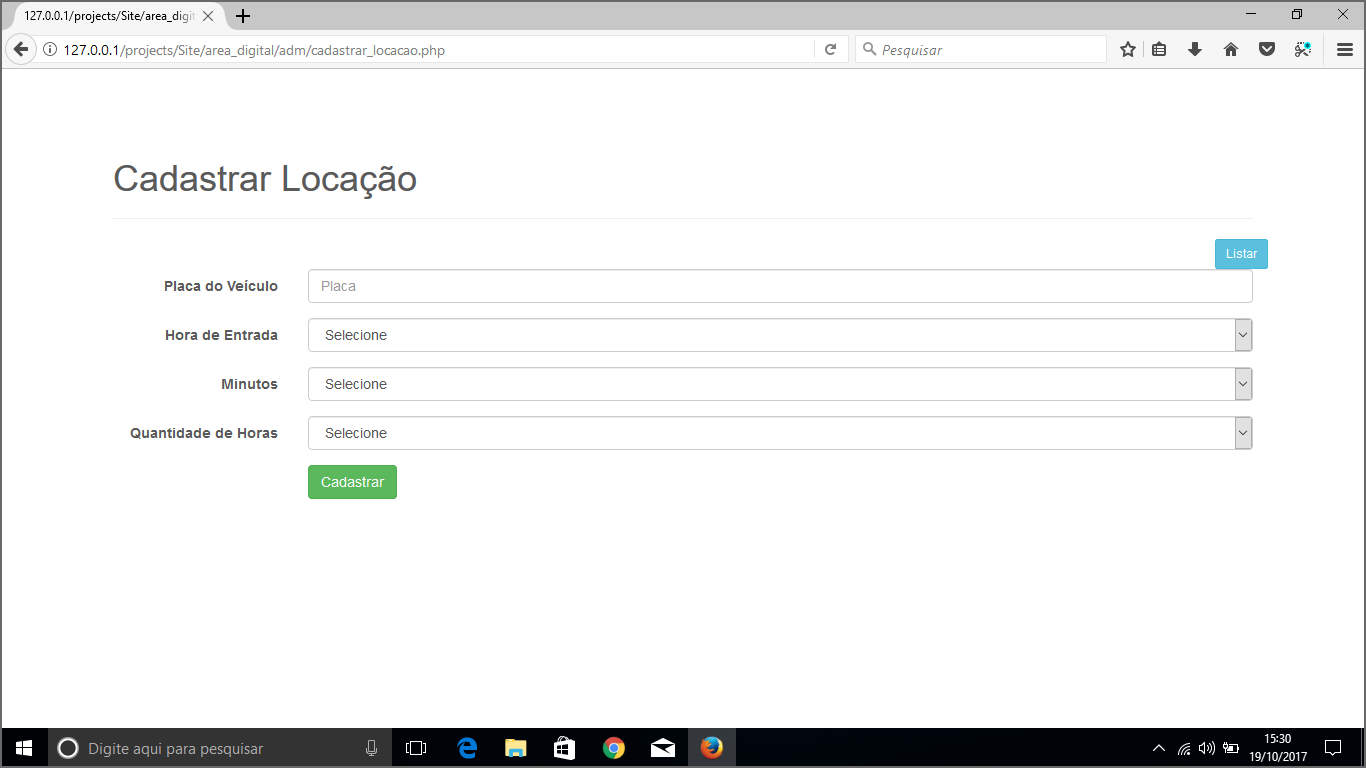 127.0.0.1/projects/Site/area_digit
127.0.0.1/projects/Site/area_digital/adm/cadastrar_locacao.php
Pesquisar
Cadastrar Locação
Listar
Placa do Veículo
Placa
Hora de Entrada
Selecione
Minutos
Selecione
Quantidade de Horas
Selecione
Cadastrar
Digite aqui para pesquisar
15:30
19/10/2017